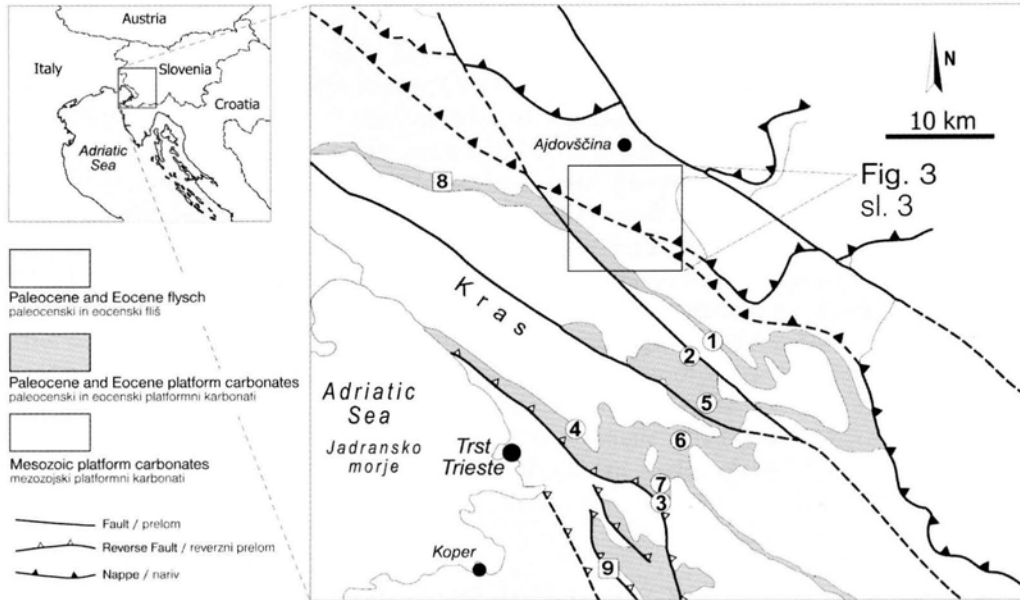 Austria
Italy
Slovenia
Croatia
Adriatic
Sea
Paleocene and Eocene flysch
paleocenski in eocenski fliš
Paleocene and Eocene platform carbonates
paleocenski in eocenski platformni karbonati
Mesozoic platform carbonates
mezozojski platformni karbonati
Fault / prelom
Reverse Fault / reverzni prelom
Nappe / nariv
N
10 km
Ajdovščina
Fig. 3
sl. 3
8
Kras
1
2
5
Adriatic
Sea
Jadransko
morje
4
6
Trst
Trieste
7
3
Koper
9